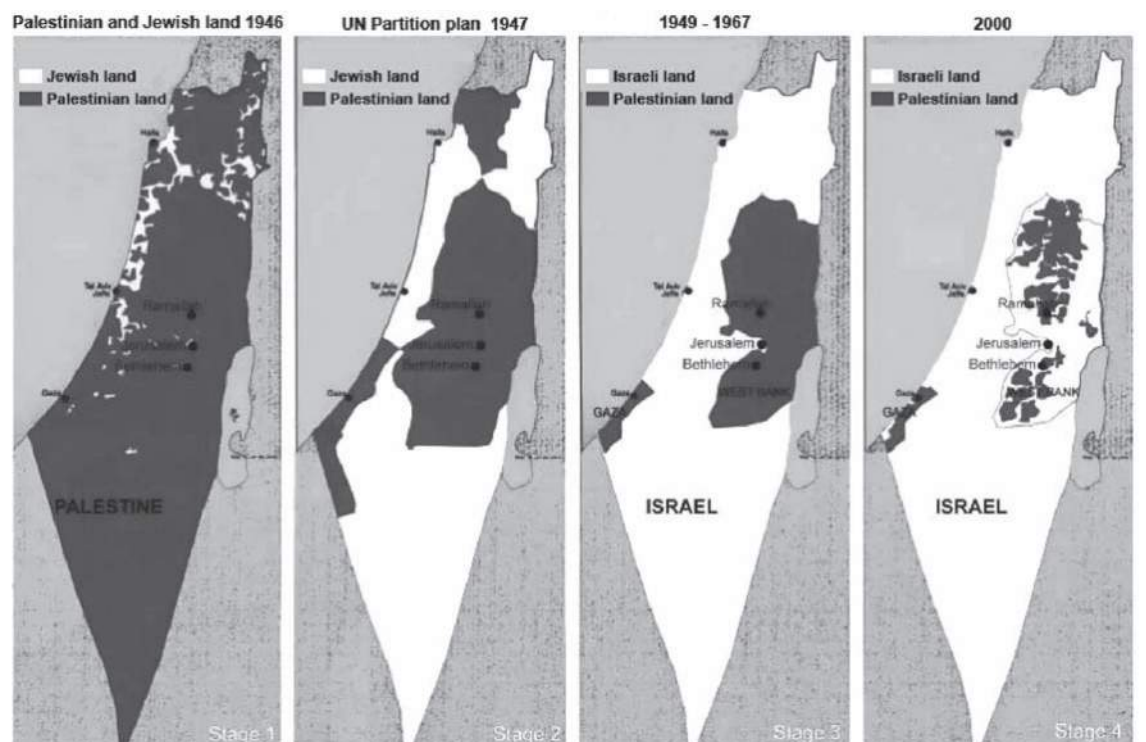 Palestinian and Jewish land 1946
Jewish land
Palestinian land
Haifa
Tel Aviv
Jaffa
Ramallah
Jerusalem
Bethlehem
Gaza
PALESTINE
Stage 1
UN Partition plan 1947
Jewish land
Palestinian land
Haifa
Tel Aviv
Jaffa
Ramallah
Jerusalem
Bethlehem
Gaza
Stage 2
1949 - 1967
Israeli land
Palestinian land
Haifa
Tel Aviv
Jaffa
Ramallah
Jerusalem
Bethlehem
WEST BANK
Gaza
GAZA
ISRAEL
Stage 3
2000
Israeli land
Palestinian land
Haifa
Tel Aviv
Jaffa
Ramallah
Jerusalem
Bethlehem
WEST BANK
Gaza
GAZA
ISRAEL
Stage 4